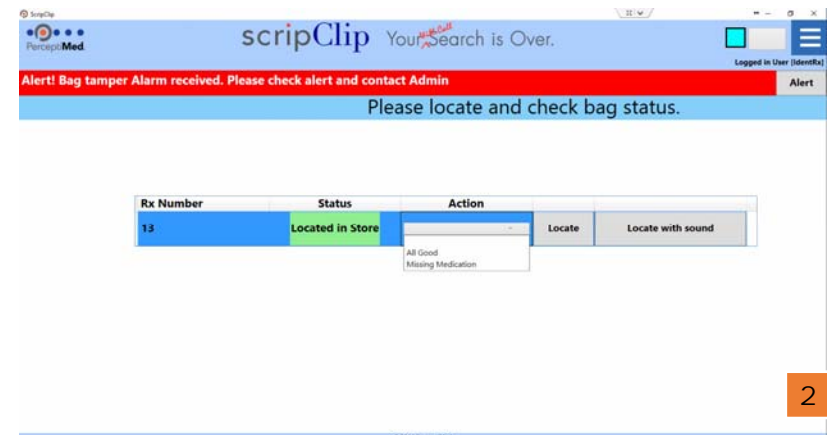 ScripClip
PerceptiMed
scripClip Your Will Call Search is Over.
Logged in User [IdentRx]
Alert! Bag tamper Alarm received. Please check alert and contact Admin Alert
Please locate and check bag status.
Rx Number Status Action
13 Located in Store Locate Locate with sound
All Good
Missing Medication
2